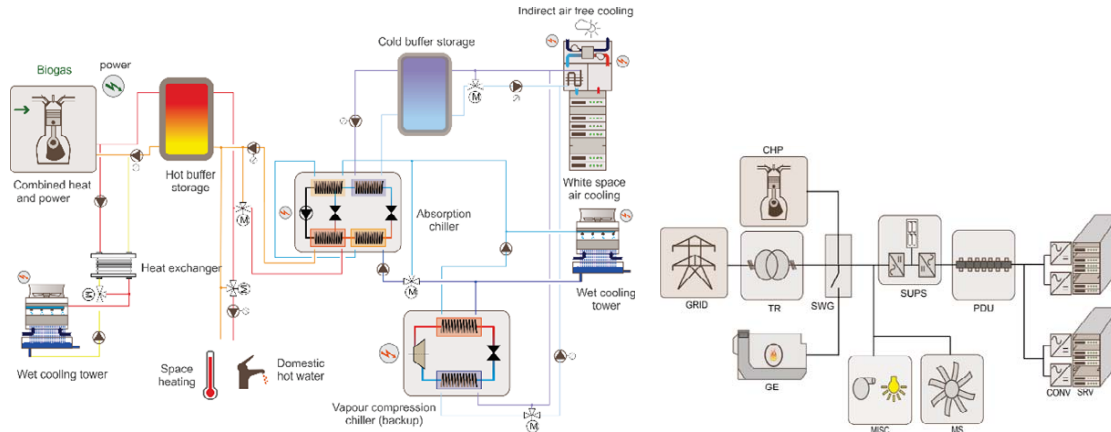 Indirect air free cooling
Biogas
power
Cold buffer storage
Combined heat
and power
Hot buffer
storage
White space
air cooling
Absorption
chiller
Heat exchanger
Wet cooling
tower
Wet cooling tower
Space
heating
Domestic
hot water
Vapour compression
chiller (backup)
M
M
M
M
M
M
CHP
GRID
TR
SWG
SUPS
PDU
GE
MISC
MS
CONV
SRV